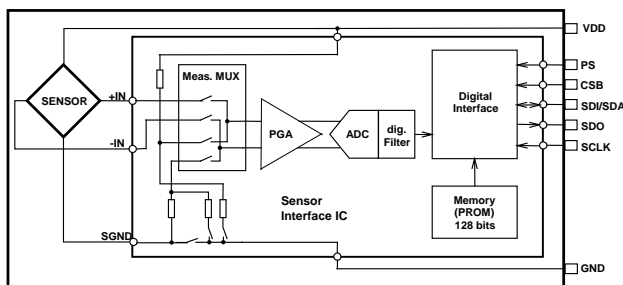 VDD
PS
CSB
SDI/SDA
SDO
SCLK
GND
SENSOR
+IN
-IN
SGND
Meas. MUX
PGA
ADC
dig.
Filter
Digital
Interface
Memory
(PROM)
128 bits
Sensor
Interface IC